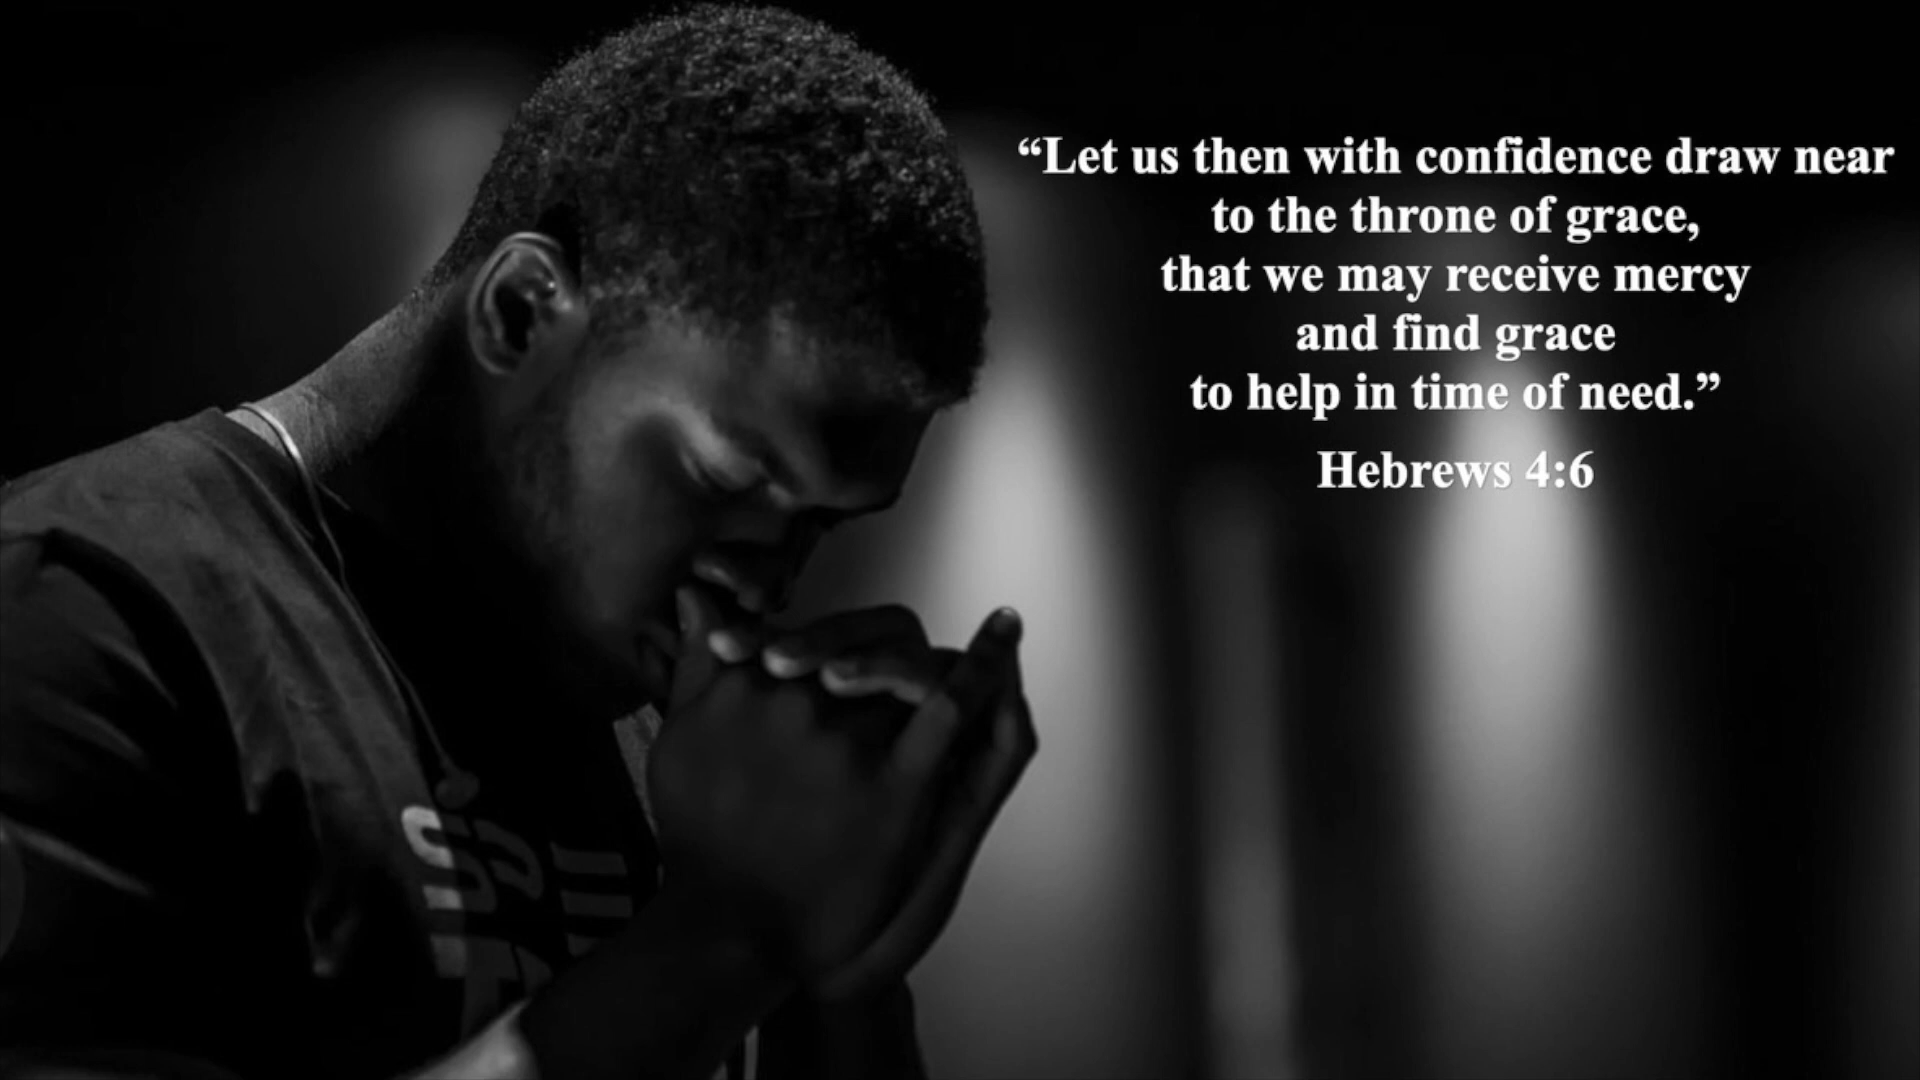 “Let us then with confidence draw near
to the throne of grace,
that we may receive mercy
and find grace
to help in time of need.”
Hebrews 4:6